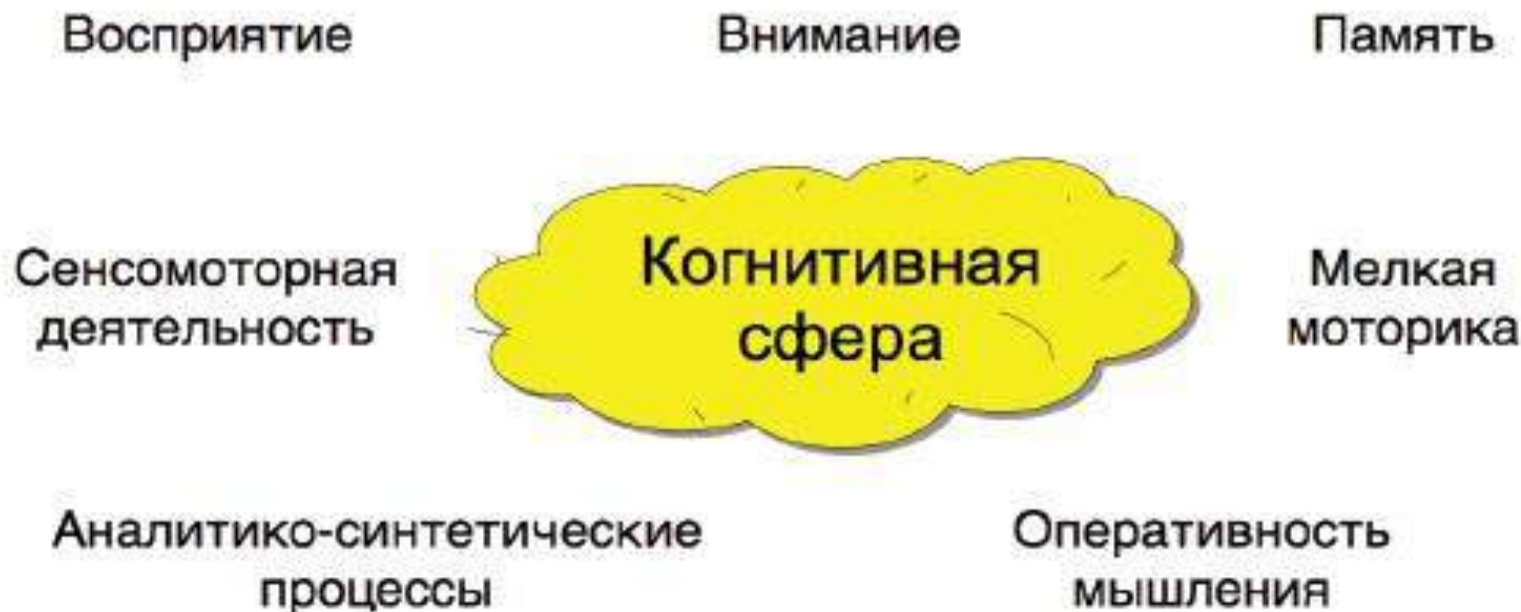 Восприятие
Внимание
Память
Сенсомоторная
деятельность
Когнитивная
сфера
Мелкая
моторика
Аналитико-синтетические
процессы
Оперативность
мышления